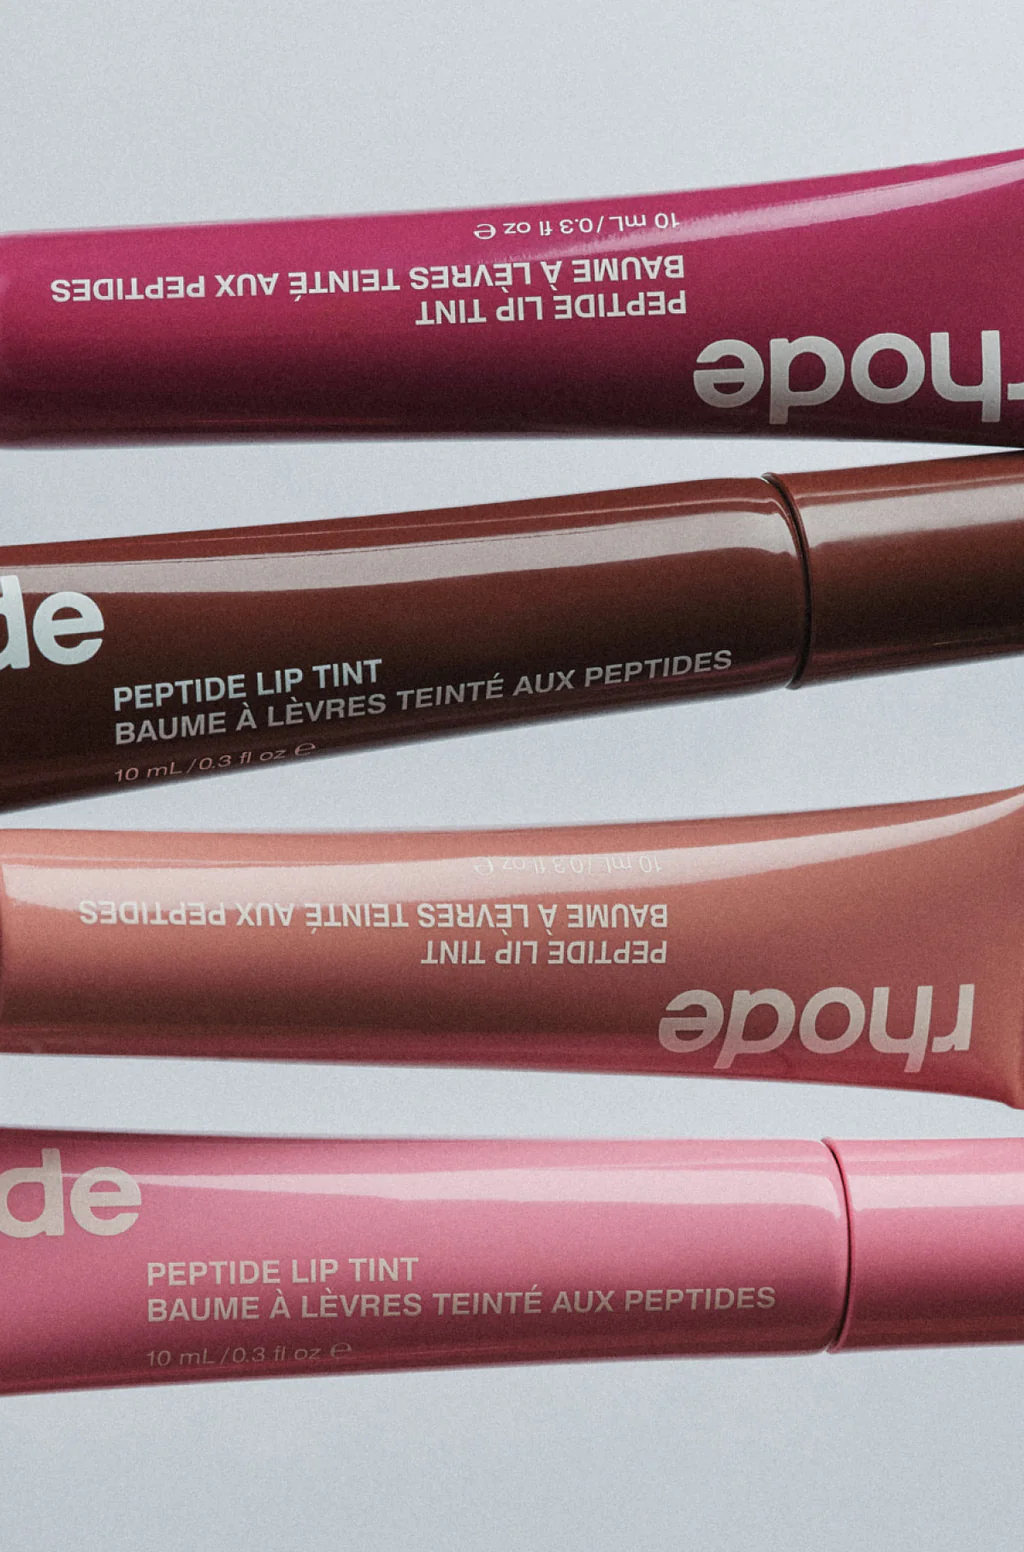 rhode
PEPTIDE LIP TINT
BAUME À LÈVRES TEINTÉ AUX PEPTIDES
10 mL/0.3 fl oz ℮
de
PEPTIDE LIP TINT
BAUME À LÈVRES TEINTÉ AUX PEPTIDES
10 mL/0.3 fl oz ℮
rhode
PEPTIDE LIP TINT
BAUME À LÈVRES TEINTÉ AUX PEPTIDES
10 mL/0.3 fl oz ℮
de
PEPTIDE LIP TINT
BAUME À LÈVRES TEINTÉ AUX PEPTIDES
10 mL/0.3 fl oz ℮